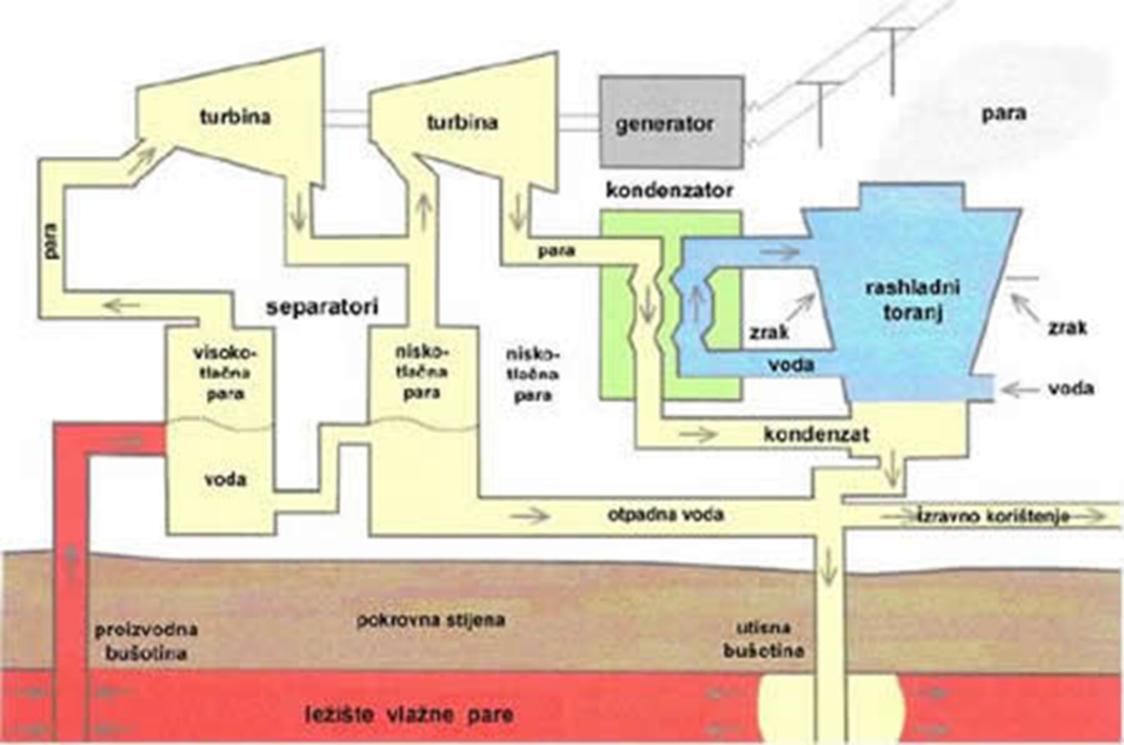 turbina
turbina
generator
para
kondenzator
para
para
separatori
rashladni
toranj
zrak
zrak
visoko-
tlačna
para
nisko-
tlačna
para
nisko-
tlačna
para
voda
voda
kondenzat
voda
otpadna voda
izravno korištenje
pokrovna stijena
proizvodna
bušotina
utisna
bušotina
ležište vlažne pare